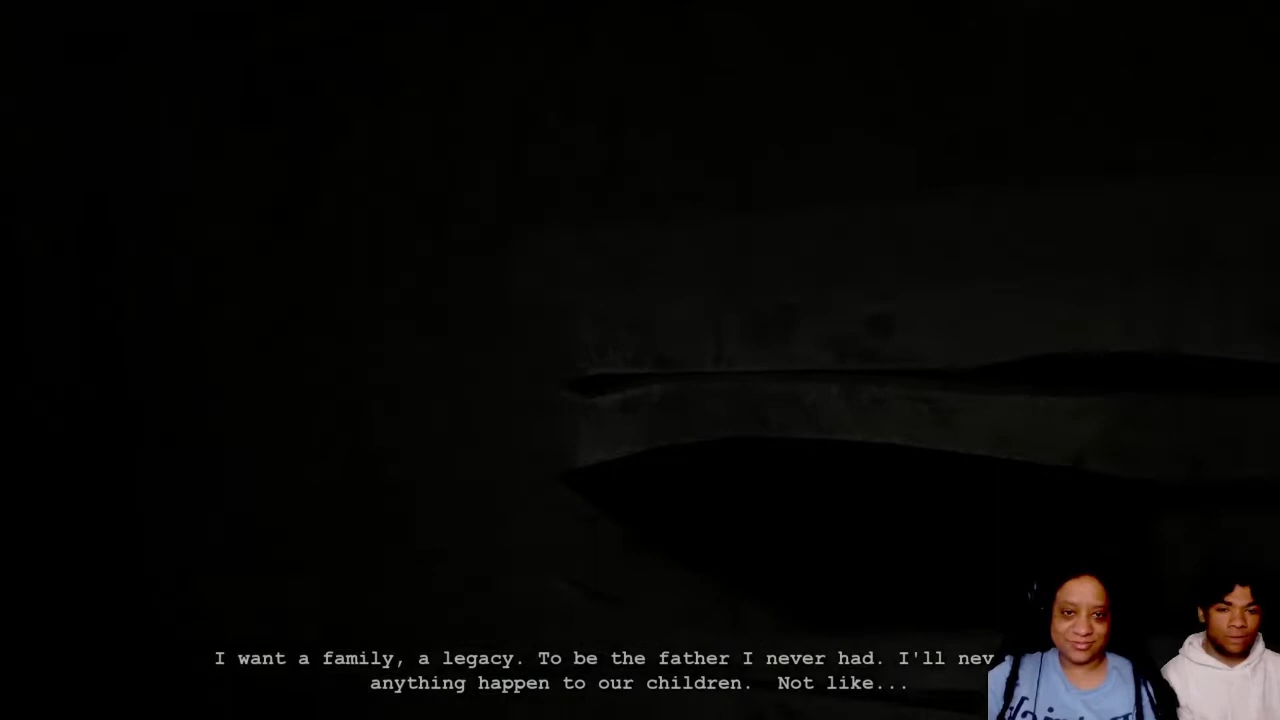 I want a family, a legacy. To be the father I never had. I'll nev
anything happen to our children.  Not like...